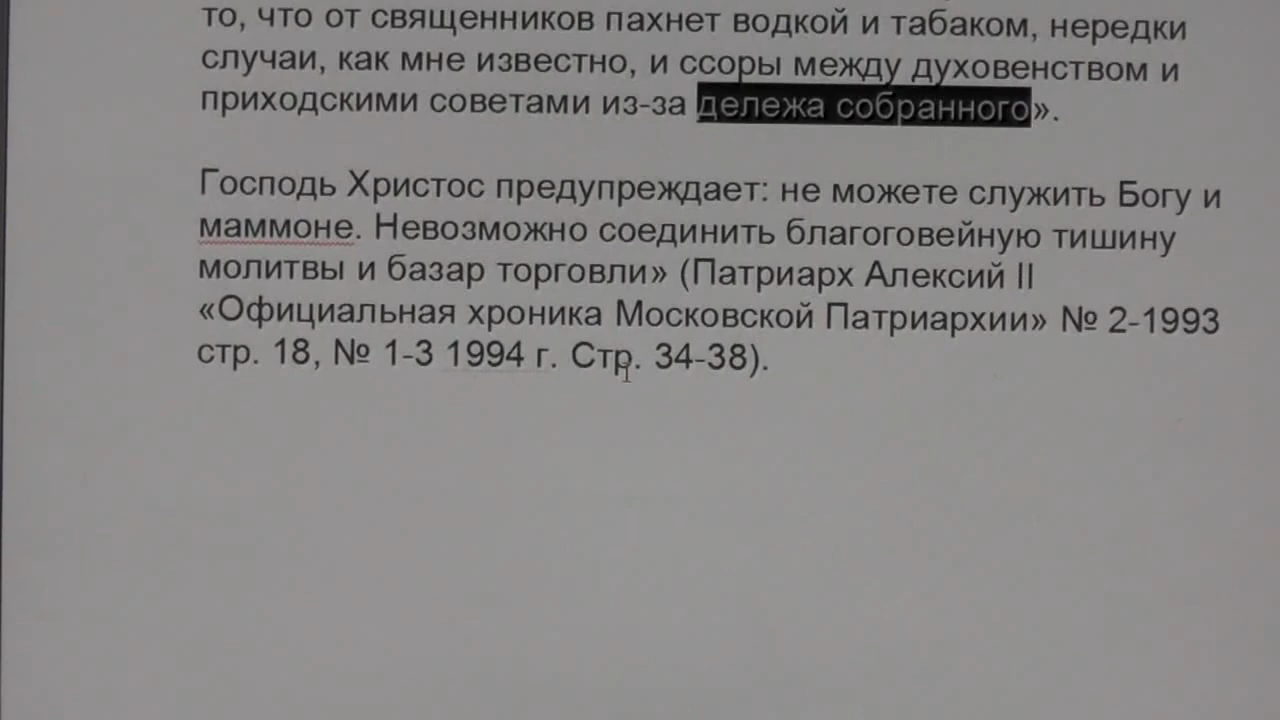 то, что от священников пахнет водкой и табаком, нередки
случаи, как мне известно, и ссоры между духовенством и
приходскими советами из-за дележа собранного».
Господь Христос предупреждает: не можете служить Богу и
маммоне. Невозможно соединить благоговейную тишину
молитвы и базар торговли» (Патриарх Алексий II
«Официальная хроника Московской Патриархии» № 2-1993
стр. 18, № 1-3 1994 г. Стр. 34-38).